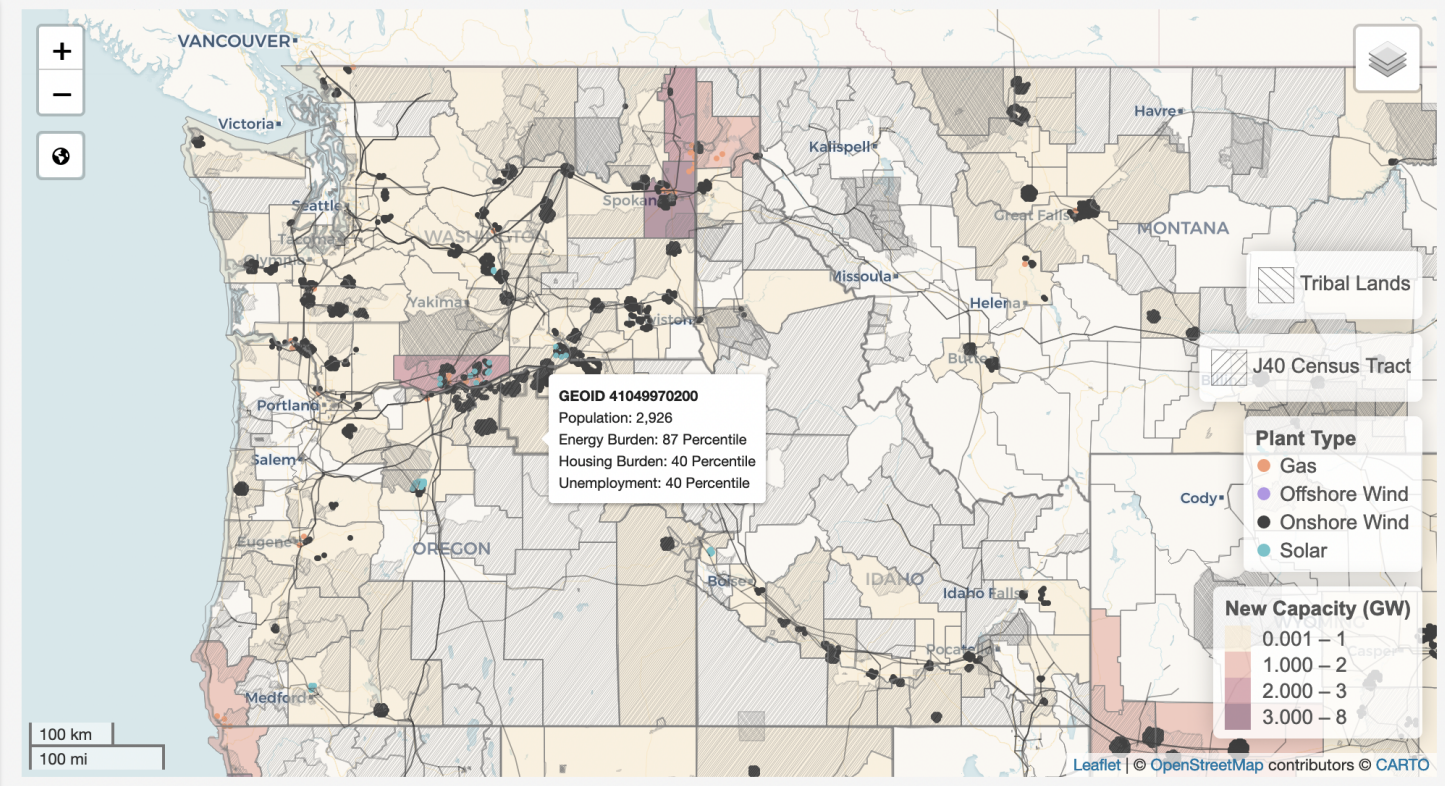 +
−
VANCOUVER
Victoria
Seattle
Tacoma
Olympia
WASHINGTON
Spokan
Yakima
wiston
Portland
Salem
Eugene
OREGON
Medford
Kalispell
Havre
Great Falls
MONTANA
Missoula
Helena
Butte
Cody
Boise
IDAHO
Idaho Falls
Pocatello
WYOMING
Casper
GEOID 41049970200
Population: 2,926
Energy Burden: 87 Percentile
Housing Burden: 40 Percentile
Unemployment: 40 Percentile
Tribal Lands
J40 Census Tract
Plant Type
Gas
Offshore Wind
Onshore Wind
Solar
New Capacity (GW)
0.001 – 1
1.000 – 2
2.000 – 3
3.000 – 8
100 km
100 mi
Leaflet | © OpenStreetMap contributors © CARTO